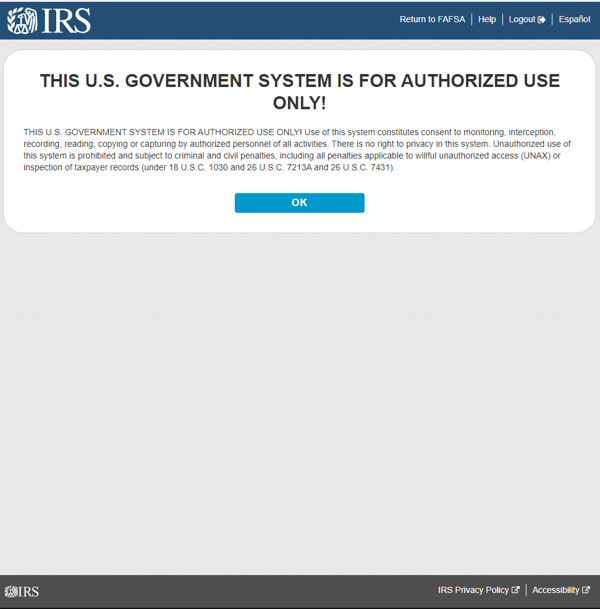 IRS
Return to FAFSA
Help
Logout
Español
THIS U.S. GOVERNMENT SYSTEM IS FOR AUTHORIZED USE
ONLY!
THIS U.S. GOVERNMENT SYSTEM IS FOR AUTHORIZED USE ONLY! Use of this system constitutes consent to monitoring, interception,
recording, reading, copying or capturing by authorized personnel of all activities. There is no right to privacy in this system. Unauthorized use of
this system is prohibited and subject to criminal and civil penalties, including all penalties applicable to willful unauthorized access (UNAX) or
inspection of taxpayer records (under 18 U.S.C. 1030 and 26 U.S.C. 7213A and 26 U.S.C. 7431).
OK
IRS
IRS Privacy Policy
Accessibility